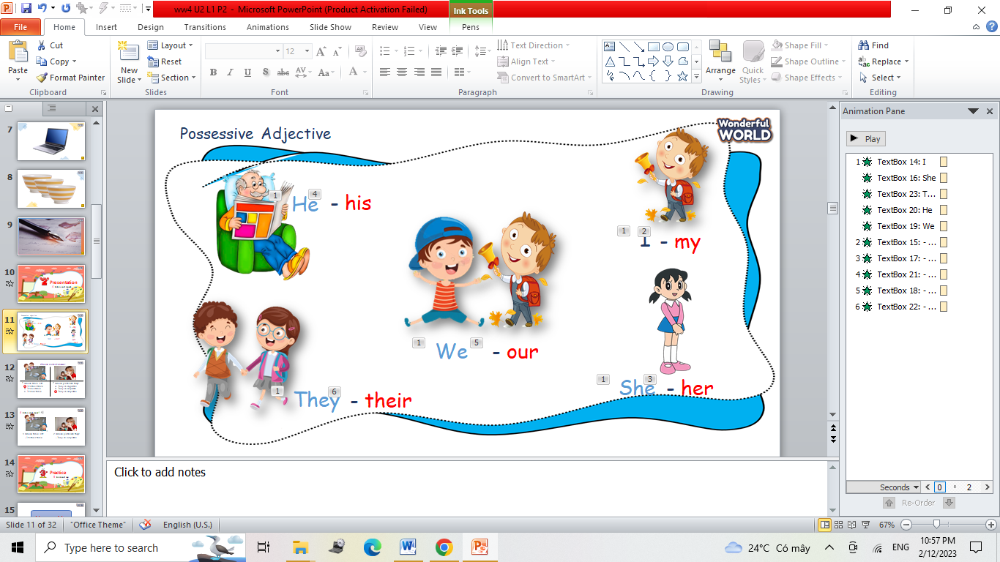 ww4 U2 L1 P2 - Microsoft PowerPoint (Product Activation Failed)
Ink Tools
File
Home
Insert
Design
Transitions
Animations
Slide Show
Review
View
Pens
Paste
Cut
Copy
Format Painter
Clipboard
New Slide
Layout
Reset
Section
Slides
12
Font
Text Direction
Align Text
Convert to SmartArt
Paragraph
Arrange
Quick Styles
Shape Fill
Shape Outline
Shape Effects
Drawing
Find
Replace
Select
Editing
7
8
9
10
Presentation
11
12
13
14
Practice
15
Possessive Adjective
Wonderful
WORLD
1 He 4 - his
1 2
I - my
1 We 5 - our
1 3
She - her
1 They 6 - their
Click to add notes
Animation Pane
Play
1 TextBox 14: I
TextBox 16: She
TextBox 23: T...
TextBox 20: He
TextBox 19: We
2 TextBox 15: - ...
3 TextBox 17: - ...
4 TextBox 21: - ...
5 TextBox 18: - ...
6 TextBox 22: - ...
Seconds 0 2
Re-Order
Slide 11 of 32
"Office Theme"
English (U.S.)
67%
Type here to search
24°C Có mây
ENG
10:57 PM
2/12/2023